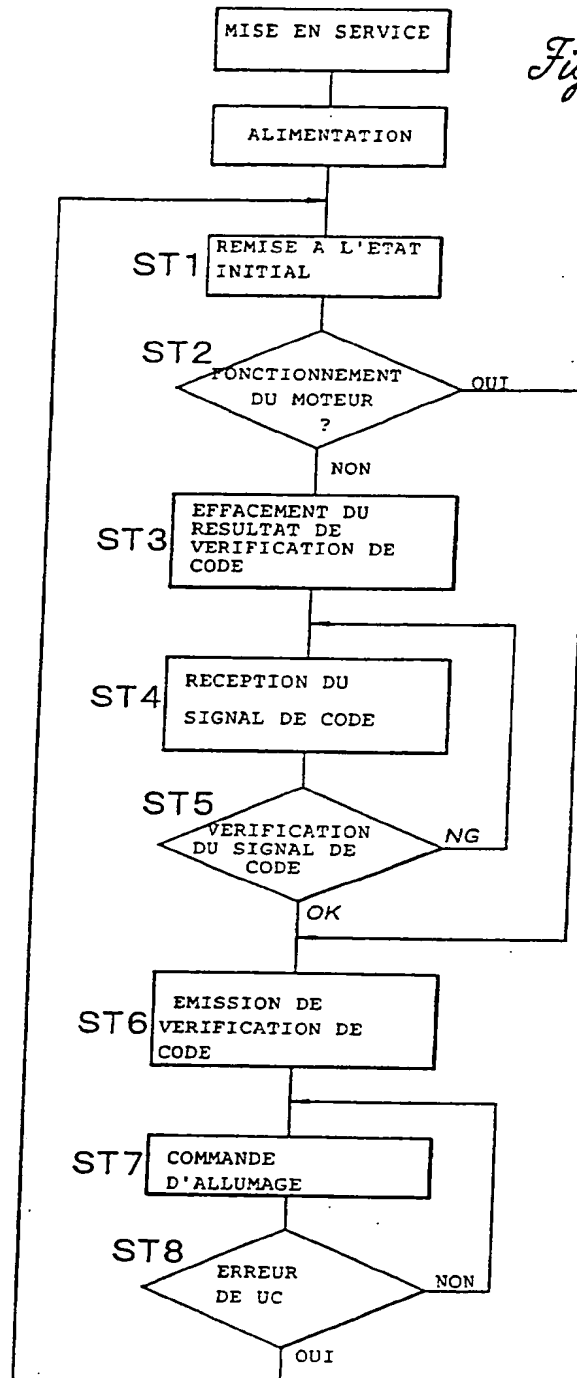 MISE EN SERVICE
Fig
ALIMENTATION
ST1
REMISE A L'ETAT
INITIAL
ST2
FONCTIONNEMENT
DU MOTEUR
?
OUI
NON
ST3
EFFACEMENT DU
RESULTAT DE
VERIFICATION DE
CODE
ST4
RECEPTION DU
SIGNAL DE CODE
ST5
VERIFICATION
DU SIGNAL DE
CODE
NG
OK
ST6
EMISSION DE
VERIFICATION DE
CODE
ST7
COMMANDE
D'ALLUMAGE
ST8
ERREUR
DE UC
NON
OUI